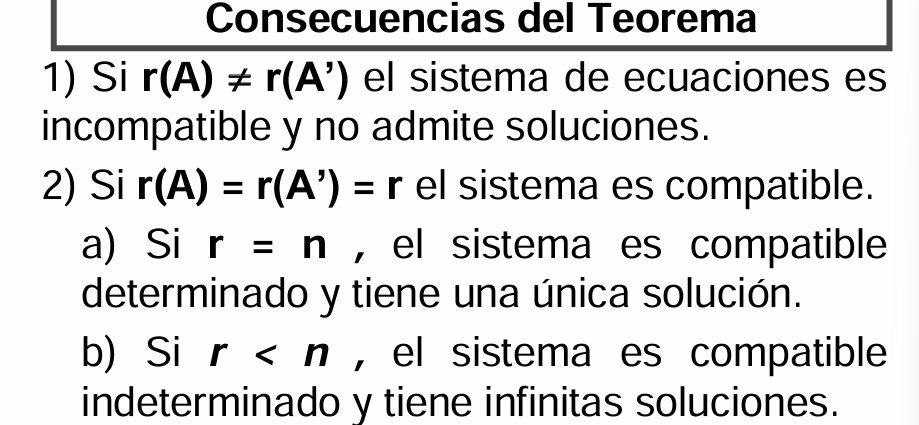 Consecuencias del Teorema
1) Si r(A) ≠ r(A’) el sistema de ecuaciones es
incompatible y no admite soluciones.
2) Si r(A) = r(A’) = r el sistema es compatible.
a) Si r = n , el sistema es compatible
determinado y tiene una única solución.
b) Si r < n , el sistema es compatible
indeterminado y tiene infinitas soluciones.